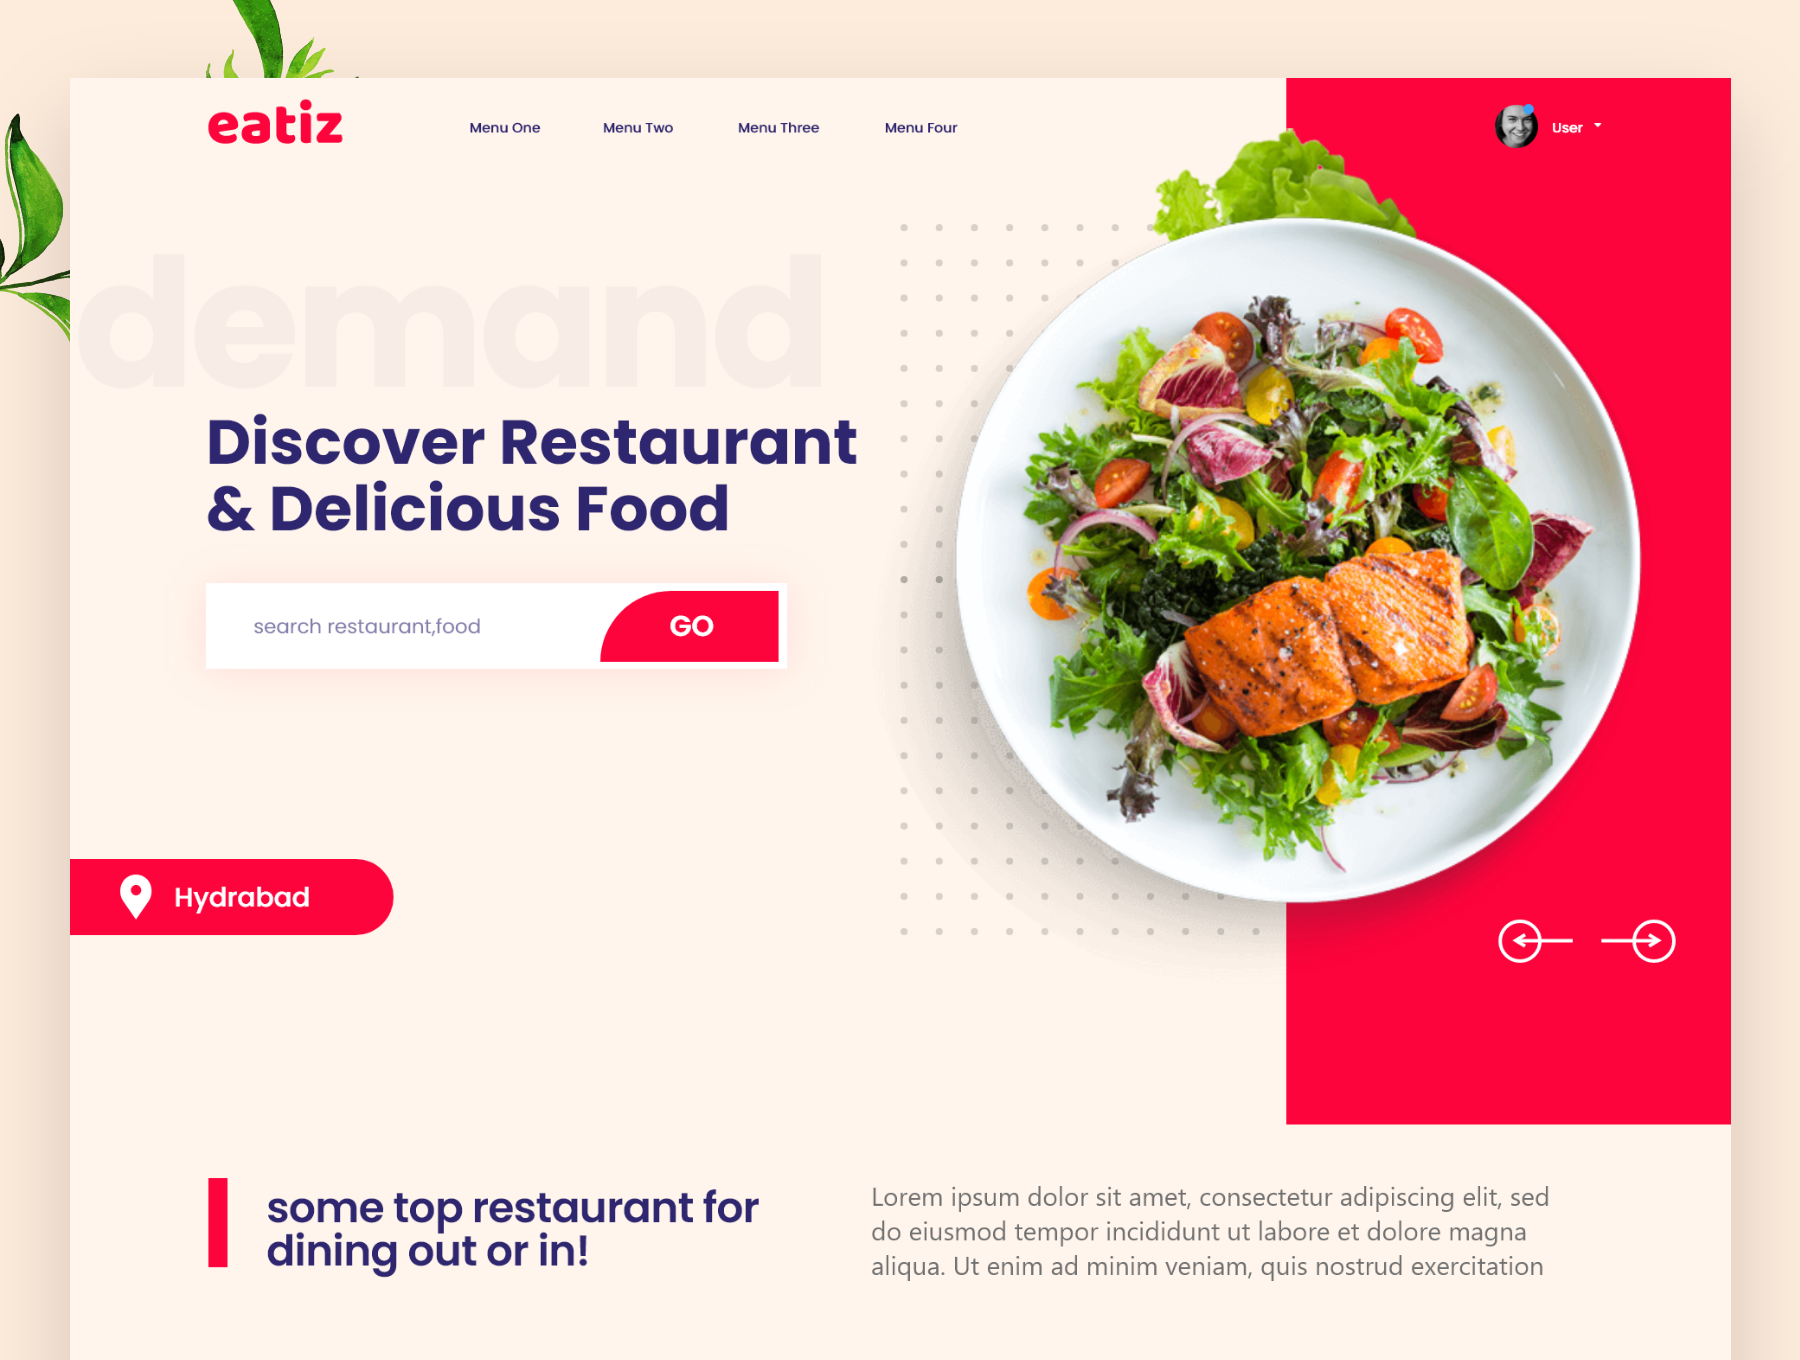 eatiz
Menu One
Menu Two
Menu Three
Menu Four
User
demand
Discover Restaurant
& Delicious Food
search restaurant,food
GO
Hydrabad
some top restaurant for
dining out or in!
Lorem ipsum dolor sit amet, consectetur adipiscing elit, sed
do eiusmod tempor incididunt ut labore et dolore magna
aliqua. Ut enim ad minim veniam, quis nostrud exercitation